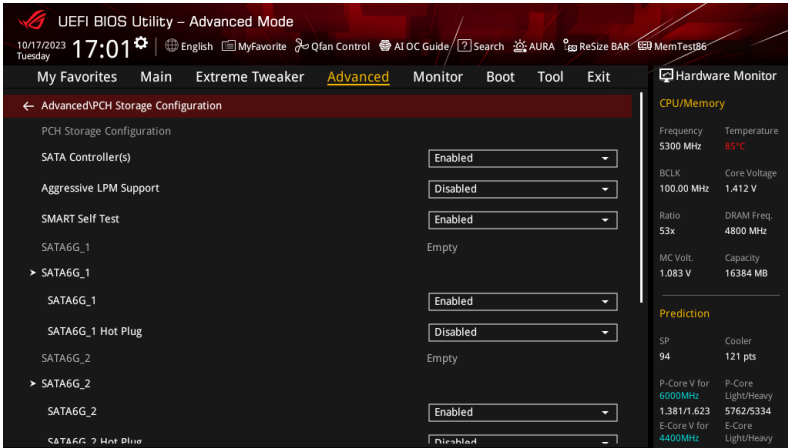 UEFI BIOS Utility – Advanced Mode
10/17/2023
Tuesday
17:01
English
MyFavorite
Qfan Control
AI OC Guide
Search
AURA
ReSize BAR
MemTest86
My Favorites
Main
Extreme Tweaker
Advanced
Monitor
Boot
Tool
Exit
Hardware Monitor
Advanced\PCH Storage Configuration
PCH Storage Configuration
SATA Controller(s) Enabled
Aggressive LPM Support Disabled
SMART Self Test Enabled
SATA6G_1 Empty
SATA6G_1
SATA6G_1 Enabled
SATA6G_1 Hot Plug Disabled
SATA6G_2 Empty
SATA6G_2
SATA6G_2 Enabled
SATA6G_2 Hot Plug Disabled
CPU/Memory
Frequency Temperature
5300 MHz 85°C
BCLK Core Voltage
100.00 MHz 1.412 V
Ratio DRAM Freq.
53x 4800 MHz
MC Volt. Capacity
1.083 V 16384 MB
Prediction
SP Cooler
94 121 pts
P-Core V for P-Core
6000MHz Light/Heavy
1.381/1.623 5762/5334
E-Core V for E-Core
4400MHz Light/Heavy